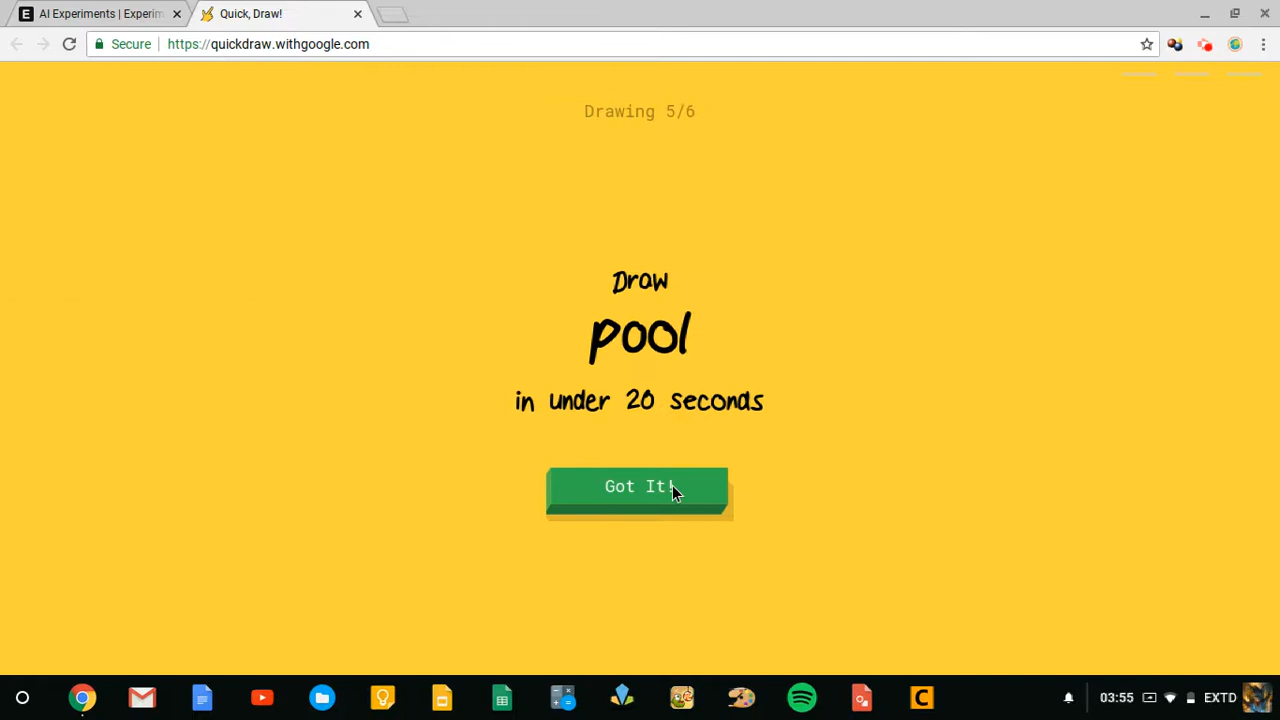 AI Experiments | Experim
Quick, Draw!
Secure
https://quickdraw.withgoogle.com
Drawing 5/6
Draw
pool
in under 20 seconds
Got It!
03:55
EXTD